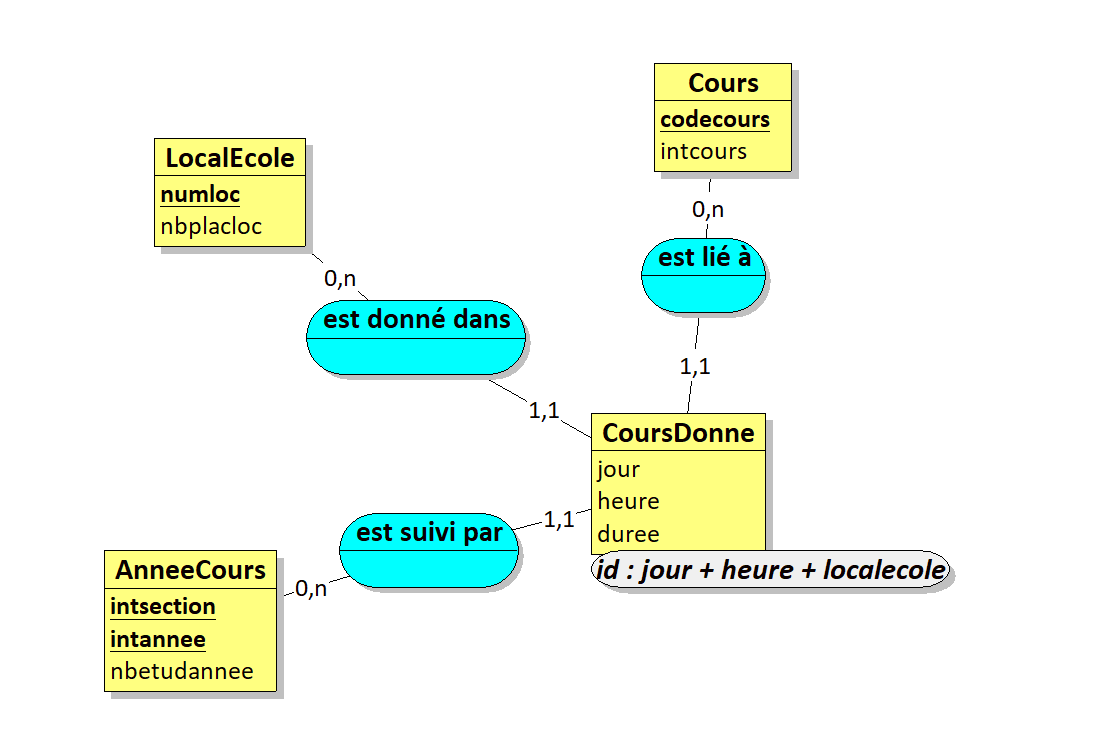 Cours
codecours
intcours
0,n
est lié à
1,1
LocalEcole
numloc
nbplacloc
0,n
est donné dans
1,1
CoursDonne
jour
heure
duree
id : jour + heure + localecole
1,1
est suivi par
0,n
AnneeCours
intsection
intannee
nbetudannee